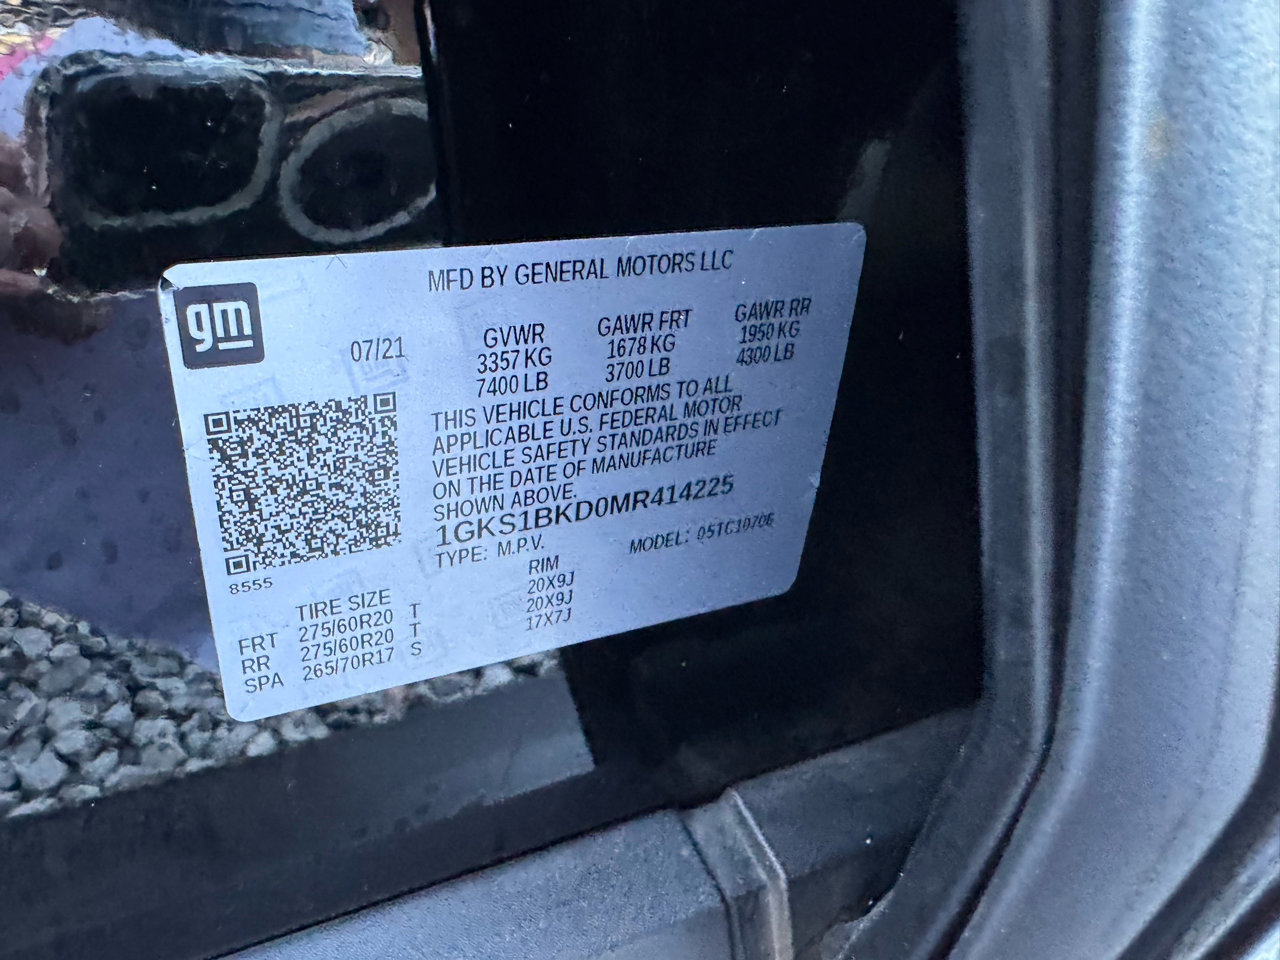 MFD BY GENERAL MOTORS LLC
gm
07/21
GVWR GAWR FRT GAWR RR
3357 KG 1678 KG 1950 KG
7400 LB 3700 LB 4300 LB
THIS VEHICLE CONFORMS TO ALL
APPLICABLE U.S. FEDERAL MOTOR
VEHICLE SAFETY STANDARDS IN EFFECT
ON THE DATE OF MANUFACTURE
SHOWN ABOVE.
1GKS1BKD0MR414225
TYPE: M.P.V. MODEL: 05TC10706
8555
TIRE SIZE RIM
FRT 275/60R20 T 20X9J
RR 275/60R20 T 20X9J
SPA 265/70R17 S 17X7J